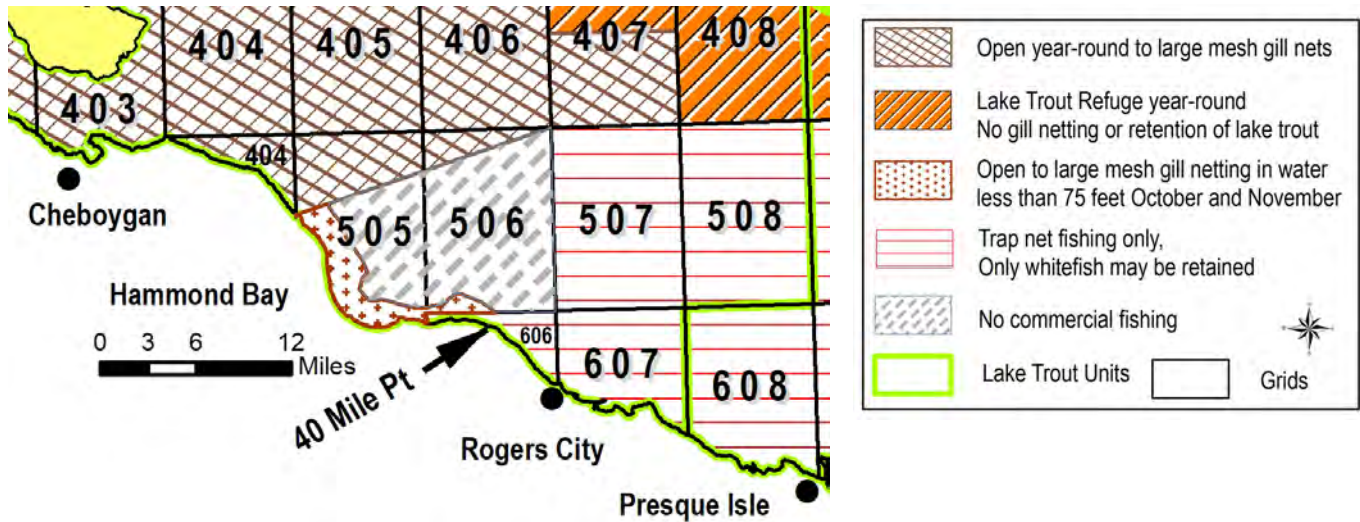 404
405
406
407
408
403
404
Cheboygan
505
506
507
508
Hammond Bay
0 3 6 12
Miles
606
607
608
40 Mile Pt
Rogers City
Presque Isle
Open year-round to large mesh gill nets
Lake Trout Refuge year-round
No gill netting or retention of lake trout
Open to large mesh gill netting in water
less than 75 feet October and November
Trap net fishing only,
Only whitefish may be retained
No commercial fishing
Lake Trout Units
Grids